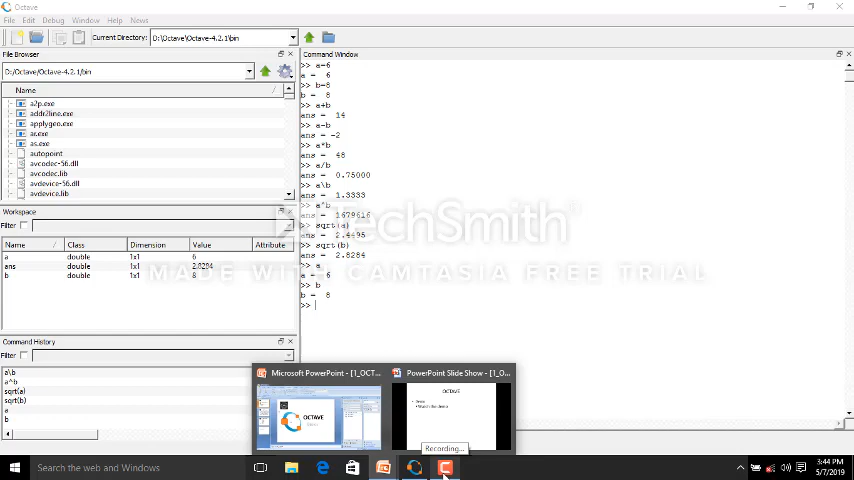 Octave
File Edit Debug Window Help News
Current Directory: D:\Octave\Octave-4.2.1\bin
File Browser
D:/Octave/Octave-4.2.1/bin
Name
a2p.exe
addr2line.exe
applygeo.exe
ar.exe
as.exe
autopoint
avcodec-56.dll
avcodec.lib
avdevice-56.dll
avdevice.lib
Workspace
Filter
Name Class Dimension Value Attribute
a double 1x1 6
ans double 1x1 2.8284
b double 1x1 8
Command History
Filter
a\b
a^b
sqrt(a)
sqrt(b)
a
b
Command Window
>> a=6
a = 6
>> b=8
b = 8
>> a+b
ans = 14
>> a-b
ans = -2
>> a*b
ans = 48
>> a/b
ans = 0.75000
>> a\b
ans = 1.3333
>> a^b
ans = 1679616
>> sqrt(a)
ans = 2.4495
>> sqrt(b)
ans = 2.8284
>> a
a = 6
>> b
b = 8
>>
TechSmith
MADE WITH CAMTASIA FREE TRIAL
Microsoft PowerPoint - [1_OCT...
PowerPoint Slide Show - [1_O...
OCTAVE
OCTAVE
Recording...
Search the web and Windows
3:44 PM
5/7/2019